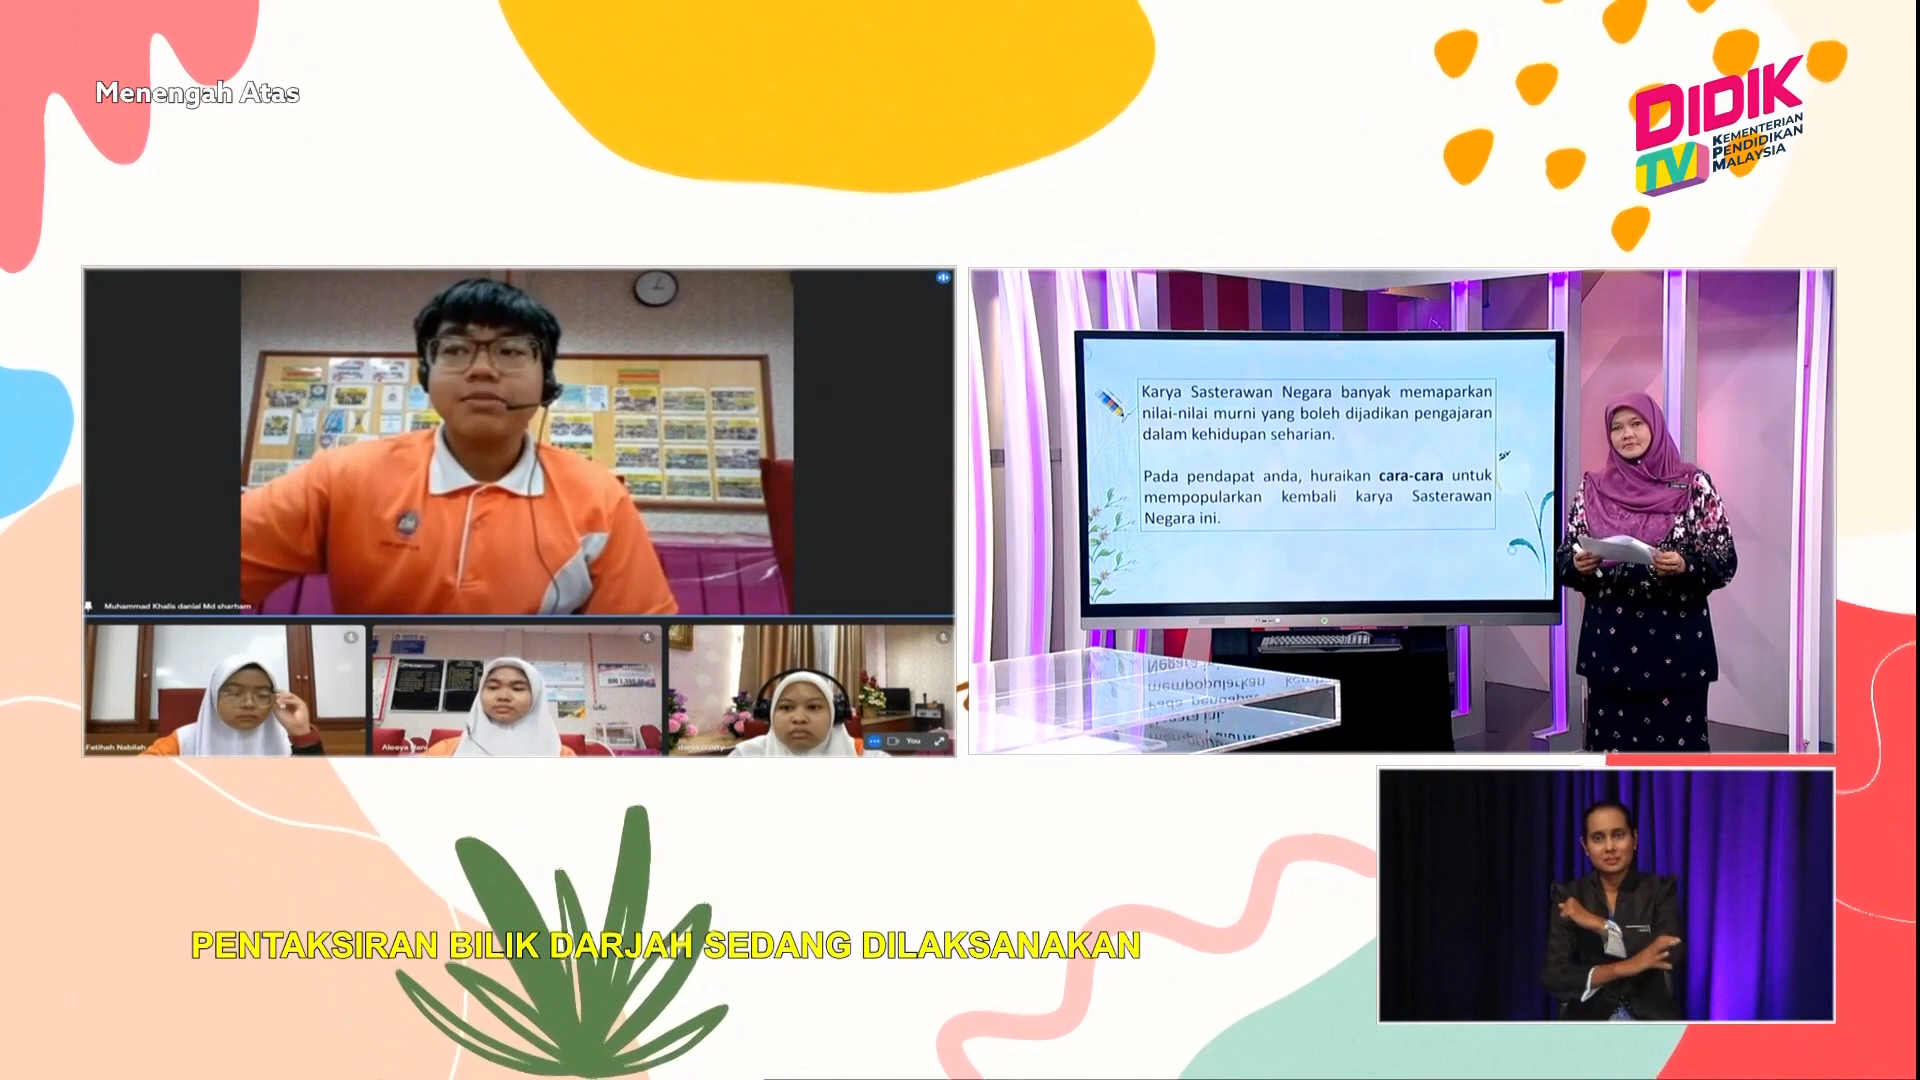 Menengah Atas
DIDIK
TV
KEMENTERIAN
PENDIDIKAN
MALAYSIA
Muhammad Khalis danial Md sharham
Fatihah Nabilah
Aleeya
You
Karya Sasterawan Negara banyak memaparkan
nilai-nilai murni yang boleh dijadikan pengajaran
dalam kehidupan seharian.
Pada pendapat anda, huraikan cara-cara untuk
mempopularkan kembali karya Sasterawan
Negara ini.
PENTAKSIRAN BILIK DARJAH SEDANG DILAKSANAKAN